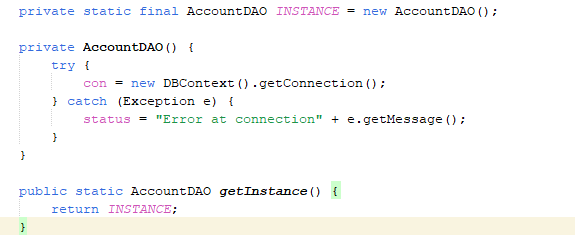 private static final AccountDAO INSTANCE = new AccountDAO();
private AccountDAO() {
try {
con = new DBContext().getConnection();
} catch (Exception e) {
status = "Error at connection" + e.getMessage();
}
}
public static AccountDAO getInstance() {
return INSTANCE;
}